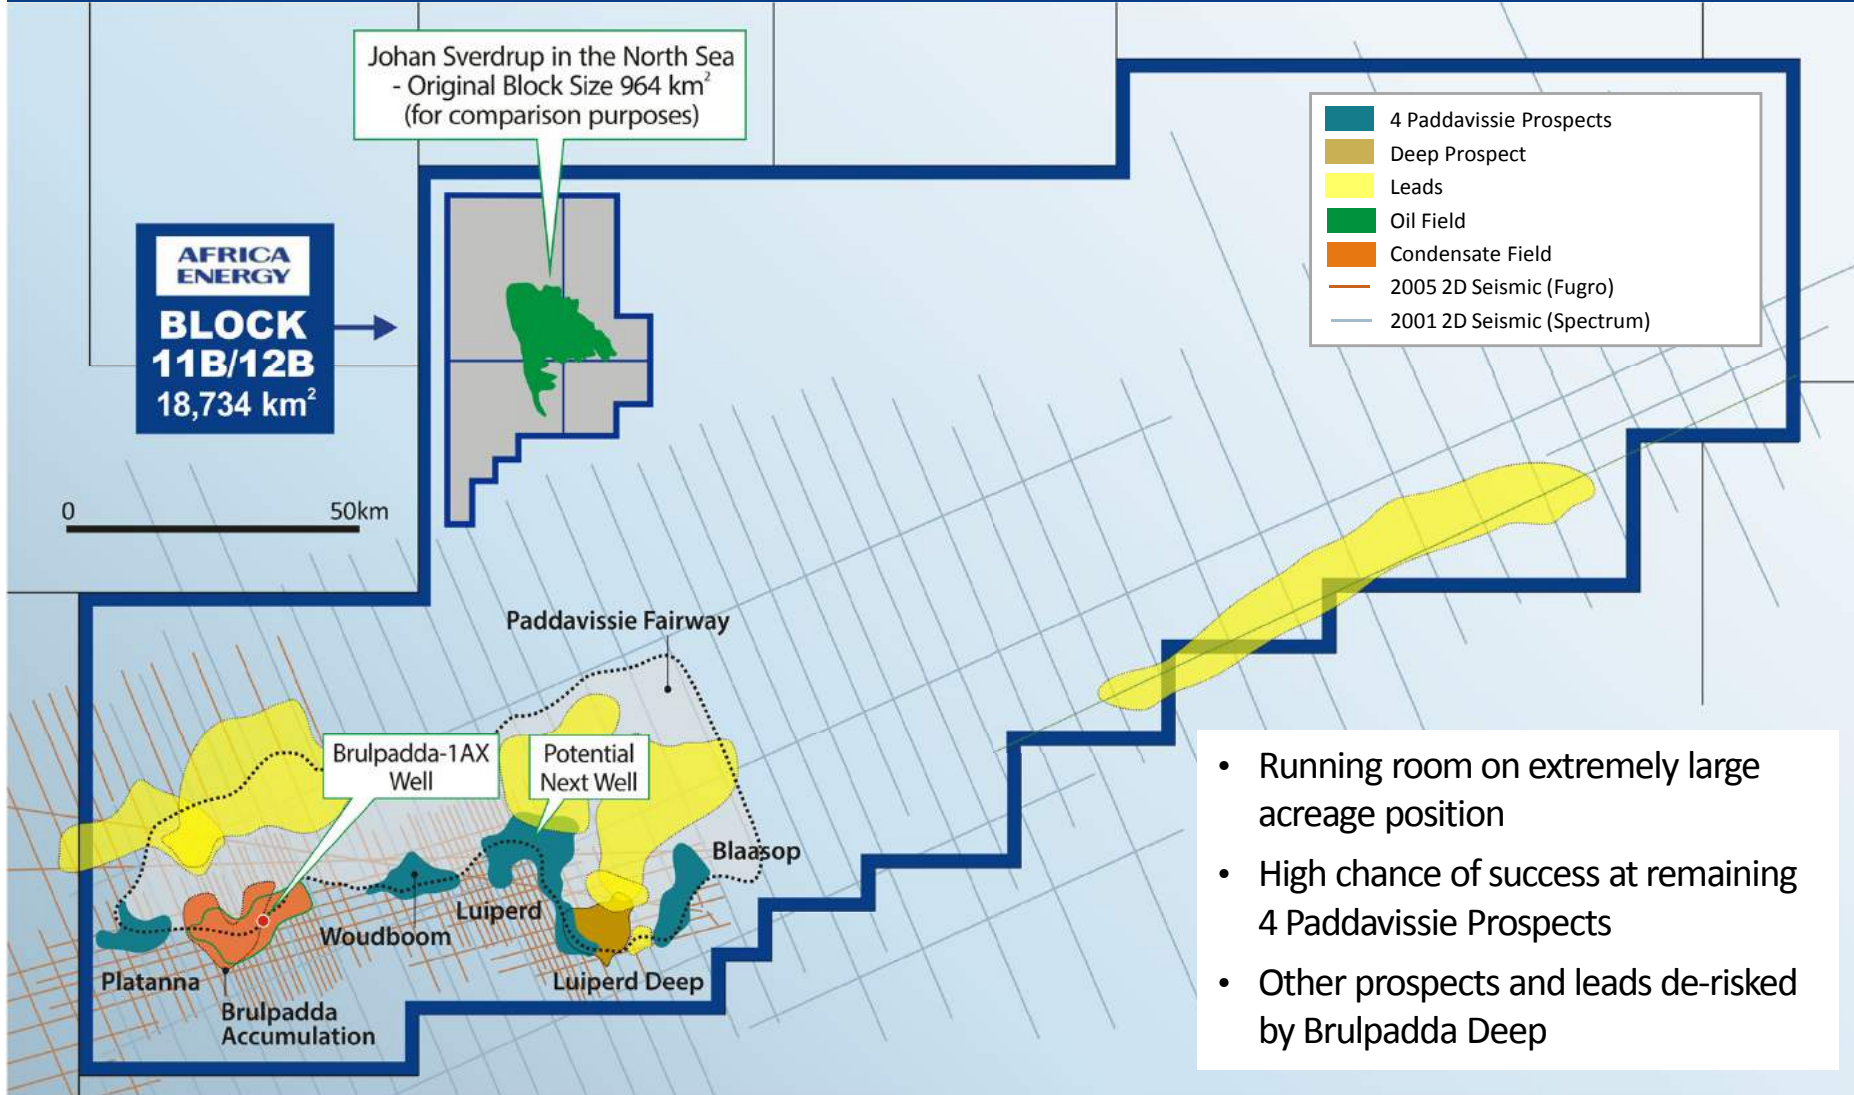 Johan Sverdrup in the North Sea
- Original Block Size 964 km²
(for comparison purposes)
4 Paddavissie Prospects
Deep Prospect
Leads
Oil Field
Condensate Field
2005 2D Seismic (Fugro)
2001 2D Seismic (Spectrum)
AFRICA
ENERGY
BLOCK
11B/12B
18,734 km²
0 50km
Paddavissie Fairway
Brulpadda-1AX
Well
Potential
Next Well
Blaasop
Luiperd
Woudboom
Platanna
Luiperd Deep
Brulpadda
Accumulation
• Running room on extremely large
acreage position
• High chance of success at remaining
4 Paddavissie Prospects
• Other prospects and leads de-risked
by Brulpadda Deep